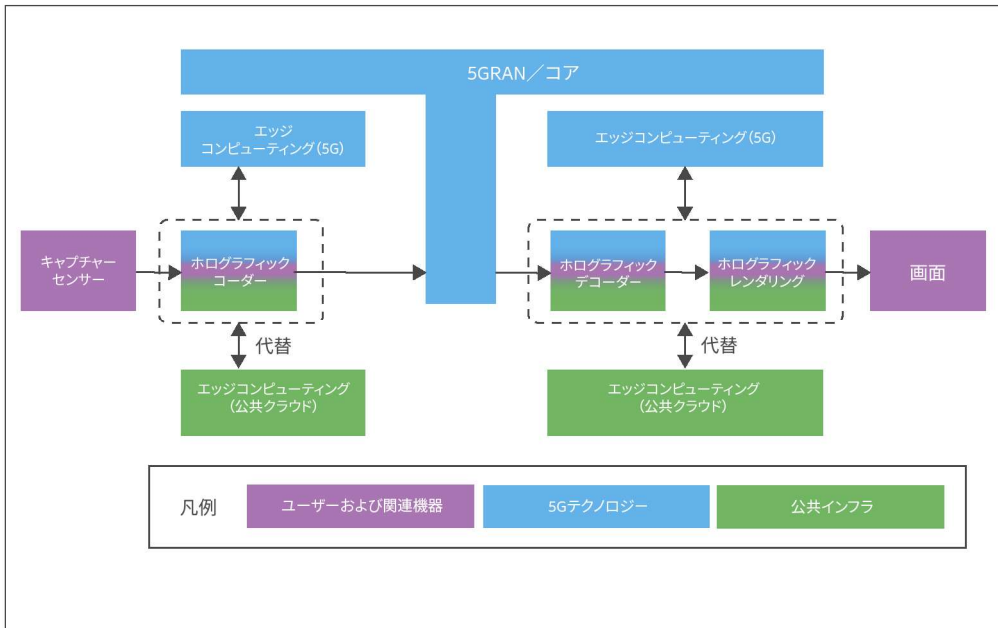 5GRAN／コア
エッジ
コンピューティング（5G）
エッジコンピューティング（5G）
キャプチャー
センサー
ホログラフィック
コーダー
ホログラフィック
デコーダー
ホログラフィック
レンダリング
画面
代替
代替
エッジコンピューティング
（公共クラウド）
エッジコンピューティング
（公共クラウド）
凡例
ユーザーおよび関連機器
5Gテクノロジー
公共インフラ